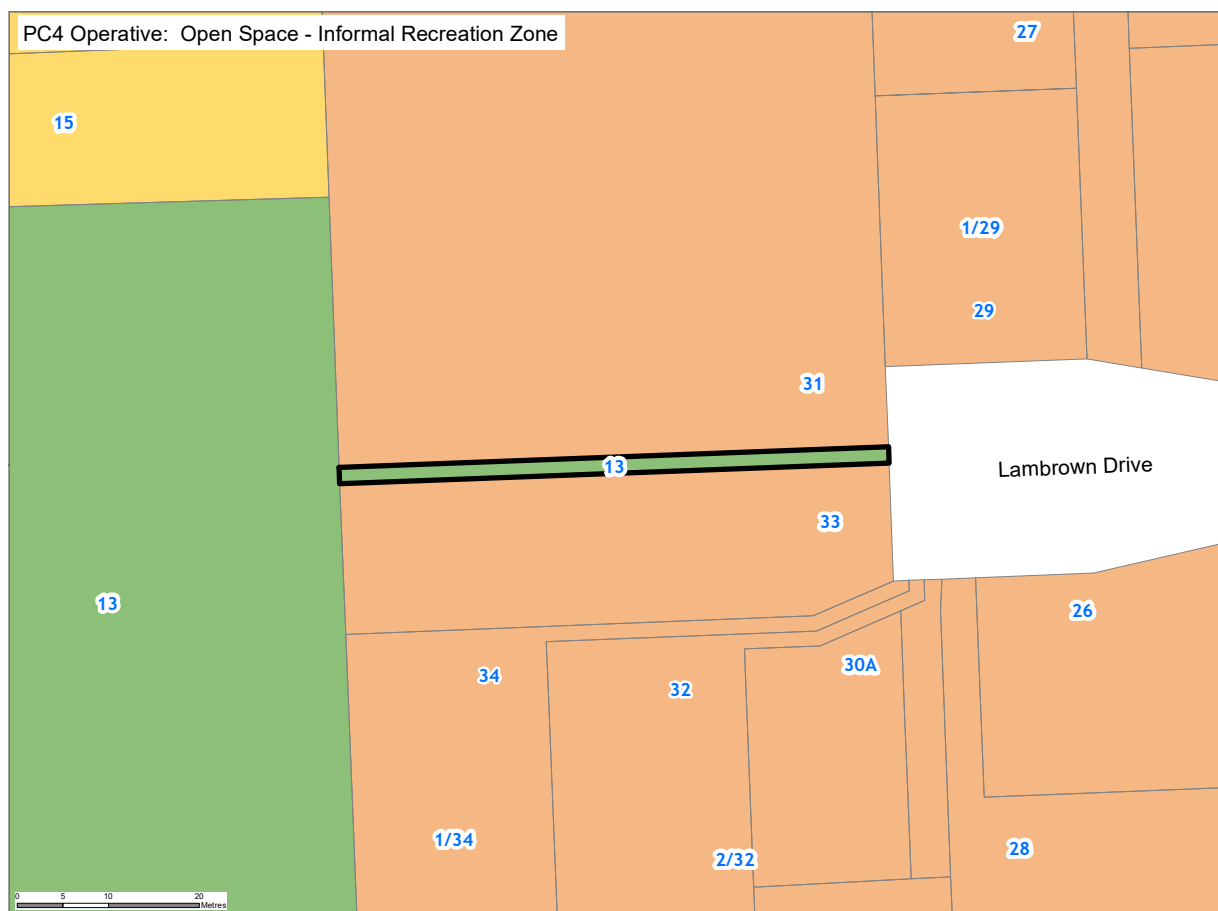 PC4 Operative: Open Space - Informal Recreation Zone
27
15
1/29
29
31
13
Lambrown Drive
33
13
26
30A
34
32
1/34
28
2/32
0 5 10 20
Metres